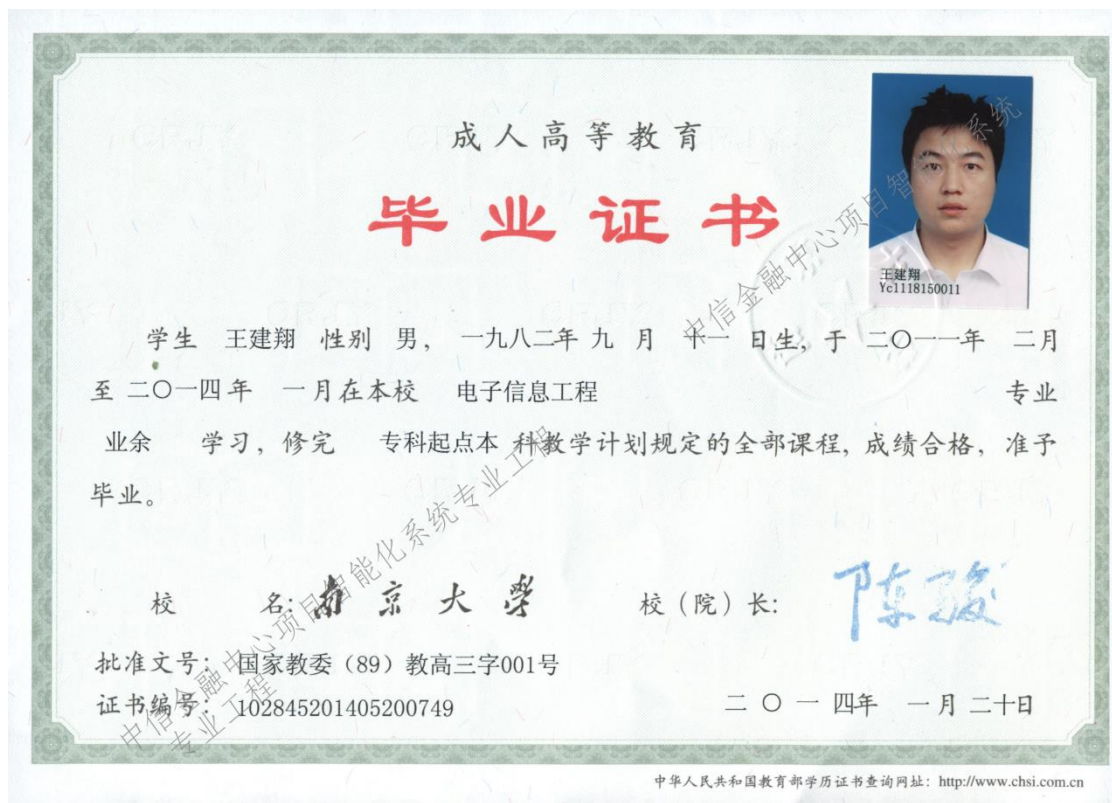 成人高等教育
毕业证书
王建翔
Yc1118150011
学生 王建翔 性别 男， 一九八二年 九 月 十一 日生，于 二〇一一年 二月
至 二〇一四年 一月在本校 电子信息工程 专业
业余 学习，修完 专科起点本 科教学计划规定的全部课程，成绩合格，准予
毕业。
校 名：南京大学 校（院）长：陈骏
批准文号： 国家教委（89）教高三字001号
证书编号： 102845201405200749 二〇一四年 一月二十日
中华人民共和国教育部学历证书查询网址：http://www.chsi.com.cn
中信金融中心项目智能化系统专业工程
中信金融中心项目智能化系统
专业工程